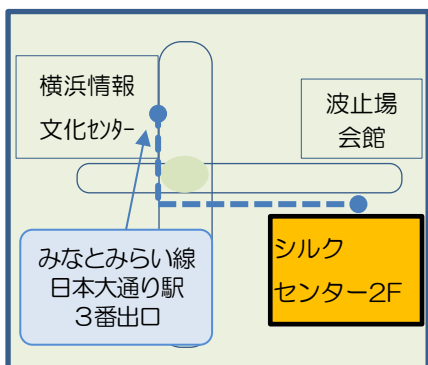 横浜情報
文化ｾﾝﾀｰ
波止場
会館
みなとみらい線
日本大通り駅
３番出口
シルク
センター2F